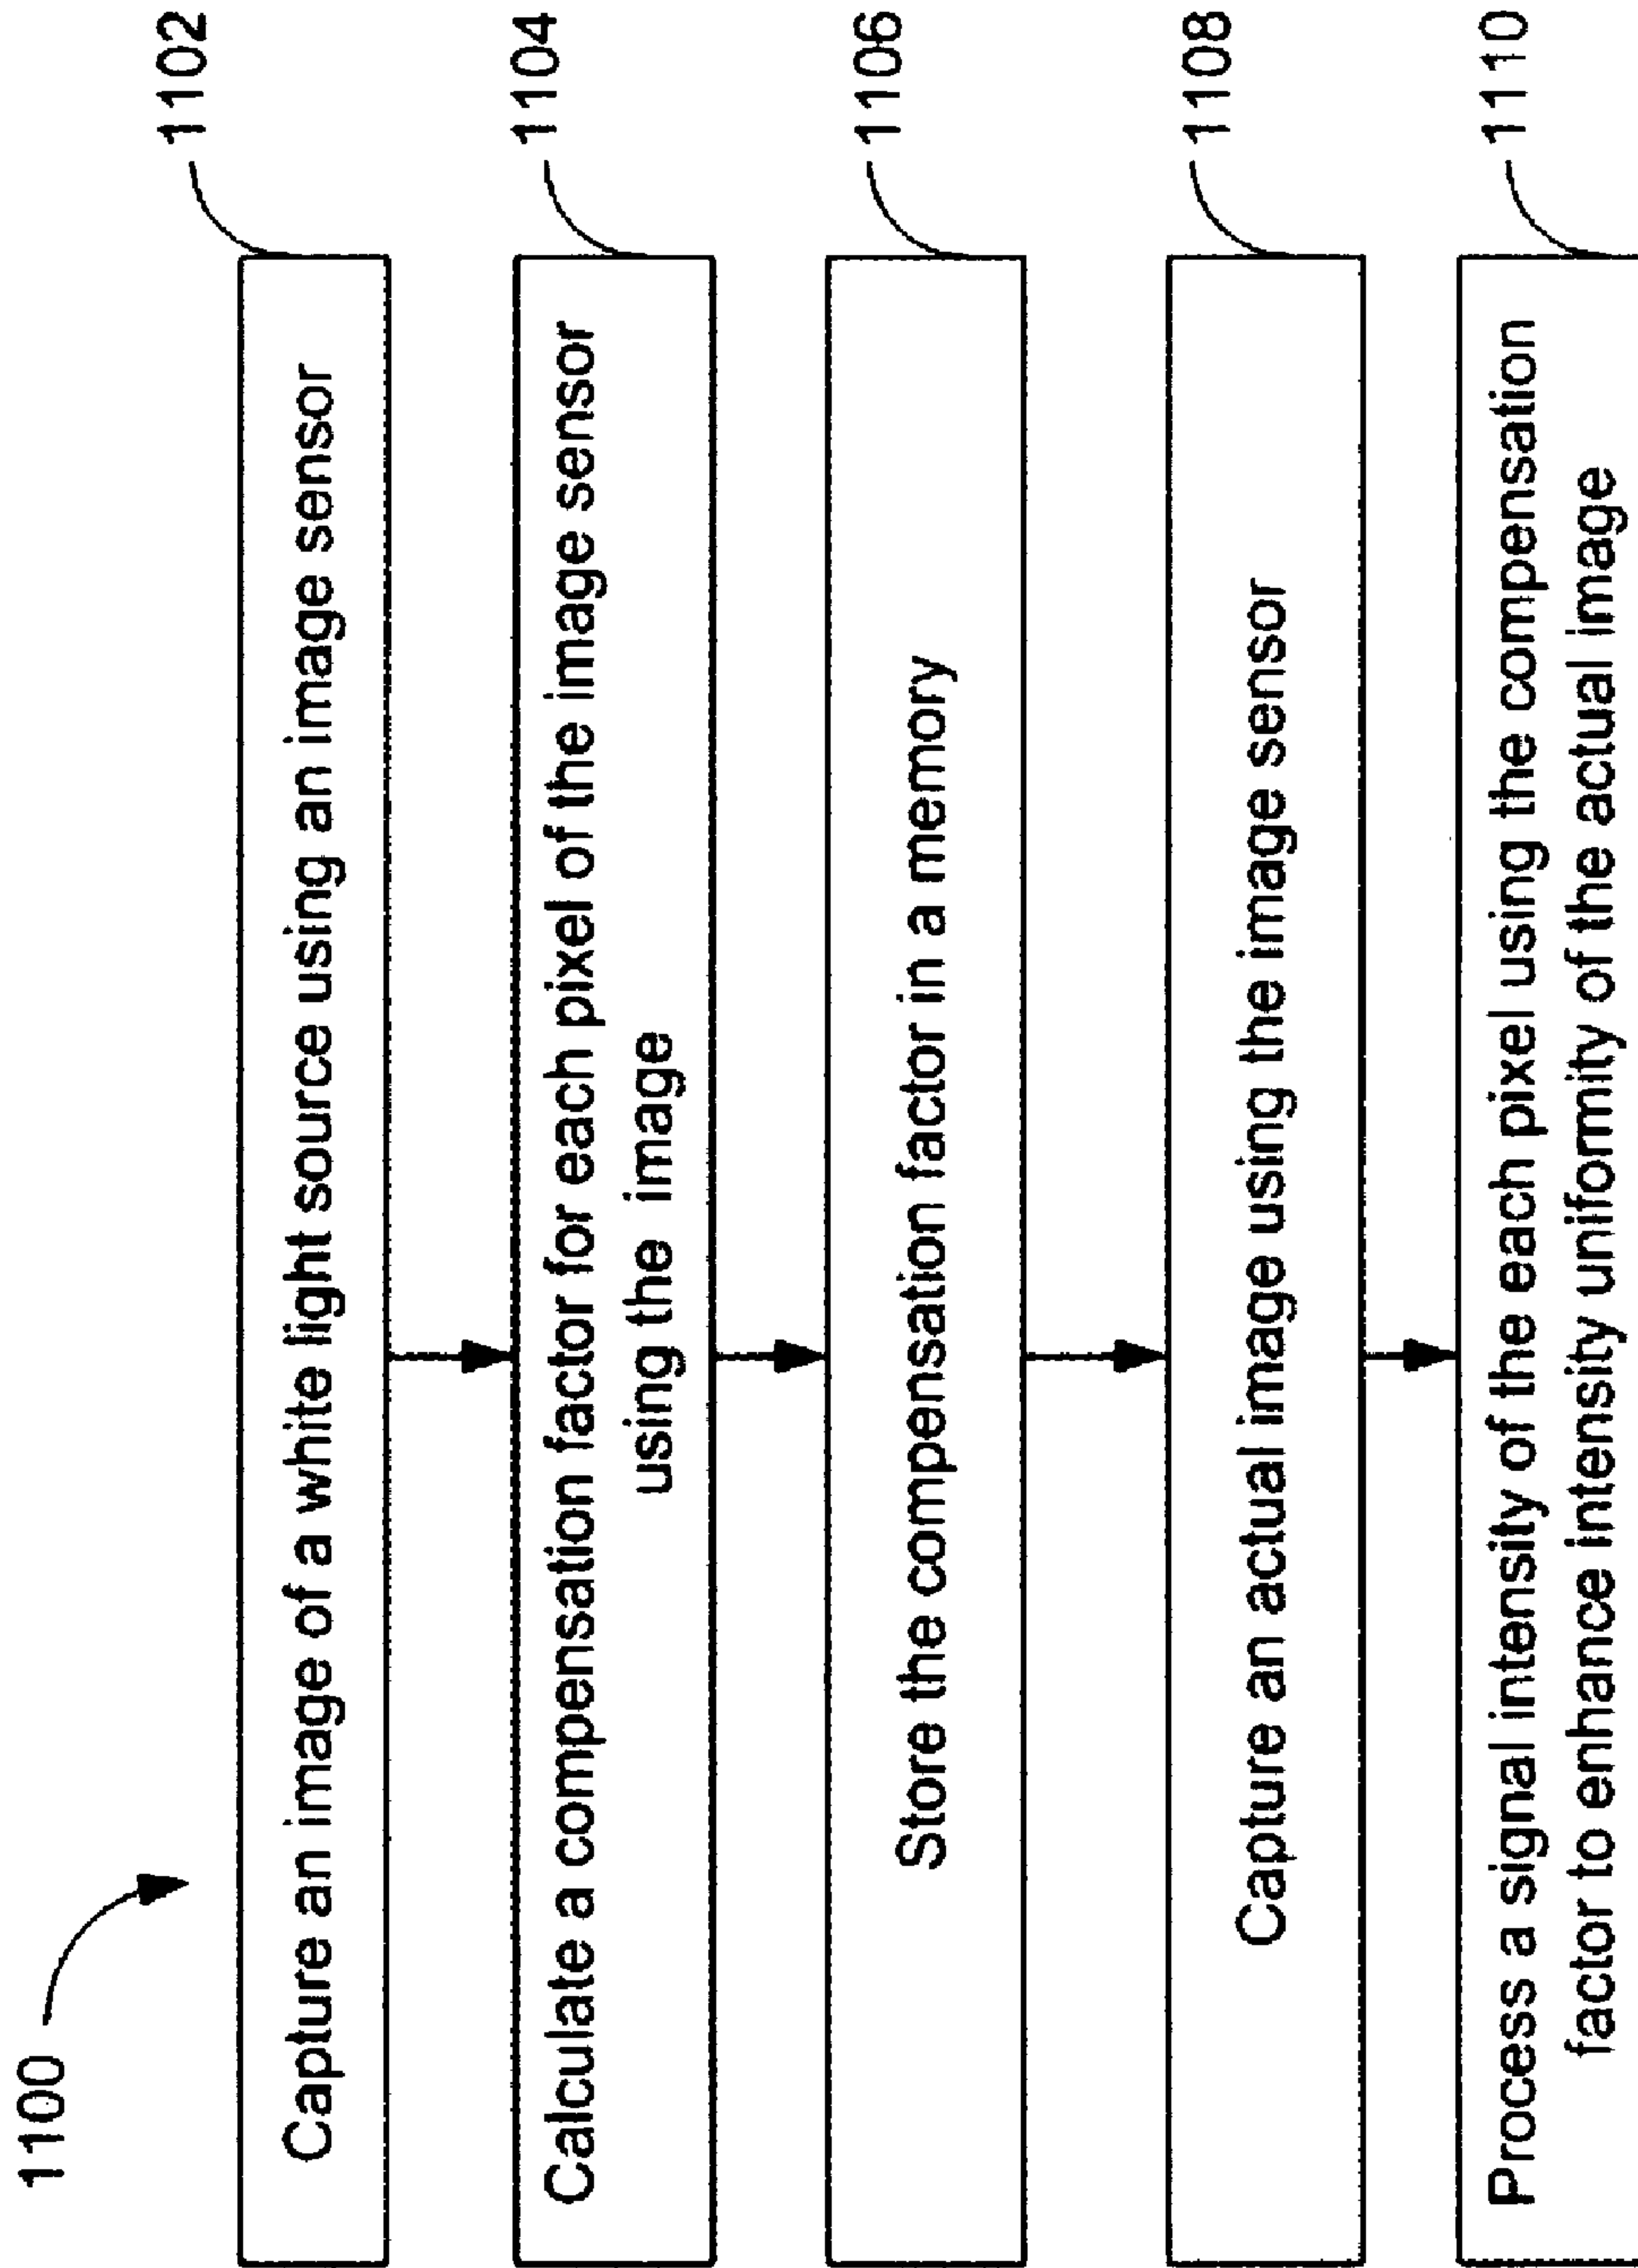 1100
Capture an image of a white light source using an image sensor
1102
Calculate a compensation factor for each pixel of the image sensor
using the image
1104
Store the compensation factor in a memory
1106
Capture an actual image using the image sensor
1108
Process a signal intensity of the each pixel using the compensation
factor to enhance intensity uniformity of the actual image
1110